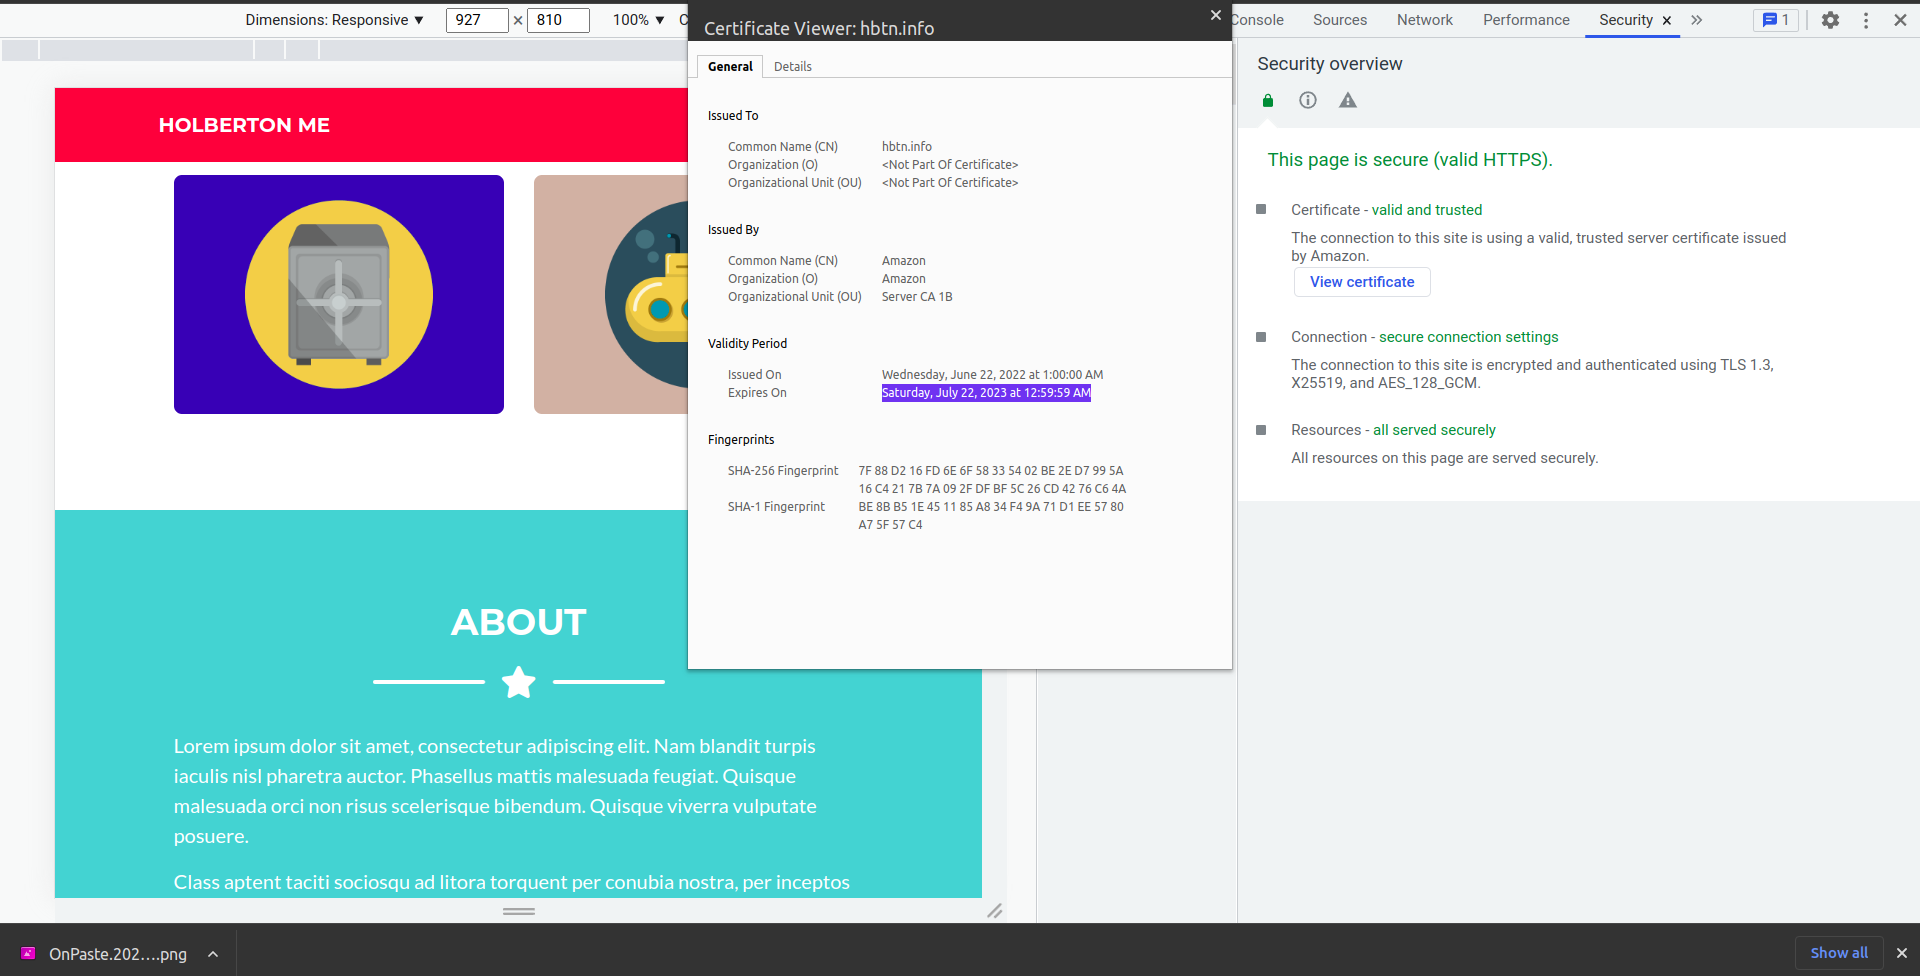 Dimensions: Responsive ▼ 927 × 810 100% ▼ C
Certificate Viewer: hbtn.info
Console Sources Network Performance Security × » 1
General Details
Issued To
Common Name (CN) hbtn.info
Organization (O) <Not Part Of Certificate>
Organizational Unit (OU) <Not Part Of Certificate>
Issued By
Common Name (CN) Amazon
Organization (O) Amazon
Organizational Unit (OU) Server CA 1B
Validity Period
Issued On Wednesday, June 22, 2022 at 1:00:00 AM
Expires On Saturday, July 22, 2023 at 12:59:59 AM
Fingerprints
SHA-256 Fingerprint 7F 88 D2 16 FD 6E 6F 58 33 54 02 BE 2E D7 99 5A
16 C4 21 7B 7A 09 2F DF BF 5C 26 CD 42 76 C6 4A
SHA-1 Fingerprint BE 8B B5 1E 45 11 85 A8 34 F4 9A 71 D1 EE 57 80
A7 5F 57 C4
Security overview
This page is secure (valid HTTPS).
Certificate - valid and trusted
The connection to this site is using a valid, trusted server certificate issued
by Amazon.
View certificate
Connection - secure connection settings
The connection to this site is encrypted and authenticated using TLS 1.3,
X25519, and AES_128_GCM.
Resources - all served securely
All resources on this page are served securely.
HOLBERTON ME
ABOUT
Lorem ipsum dolor sit amet, consectetur adipiscing elit. Nam blandit turpis
iaculis nisl pharetra auctor. Phasellus mattis malesuada feugiat. Quisque
malesuada orci non risus scelerisque bibendum. Quisque viverra vulputate
posuere.
Class aptent taciti sociosqu ad litora torquent per conubia nostra, per inceptos
OnPaste.202....png
Show all